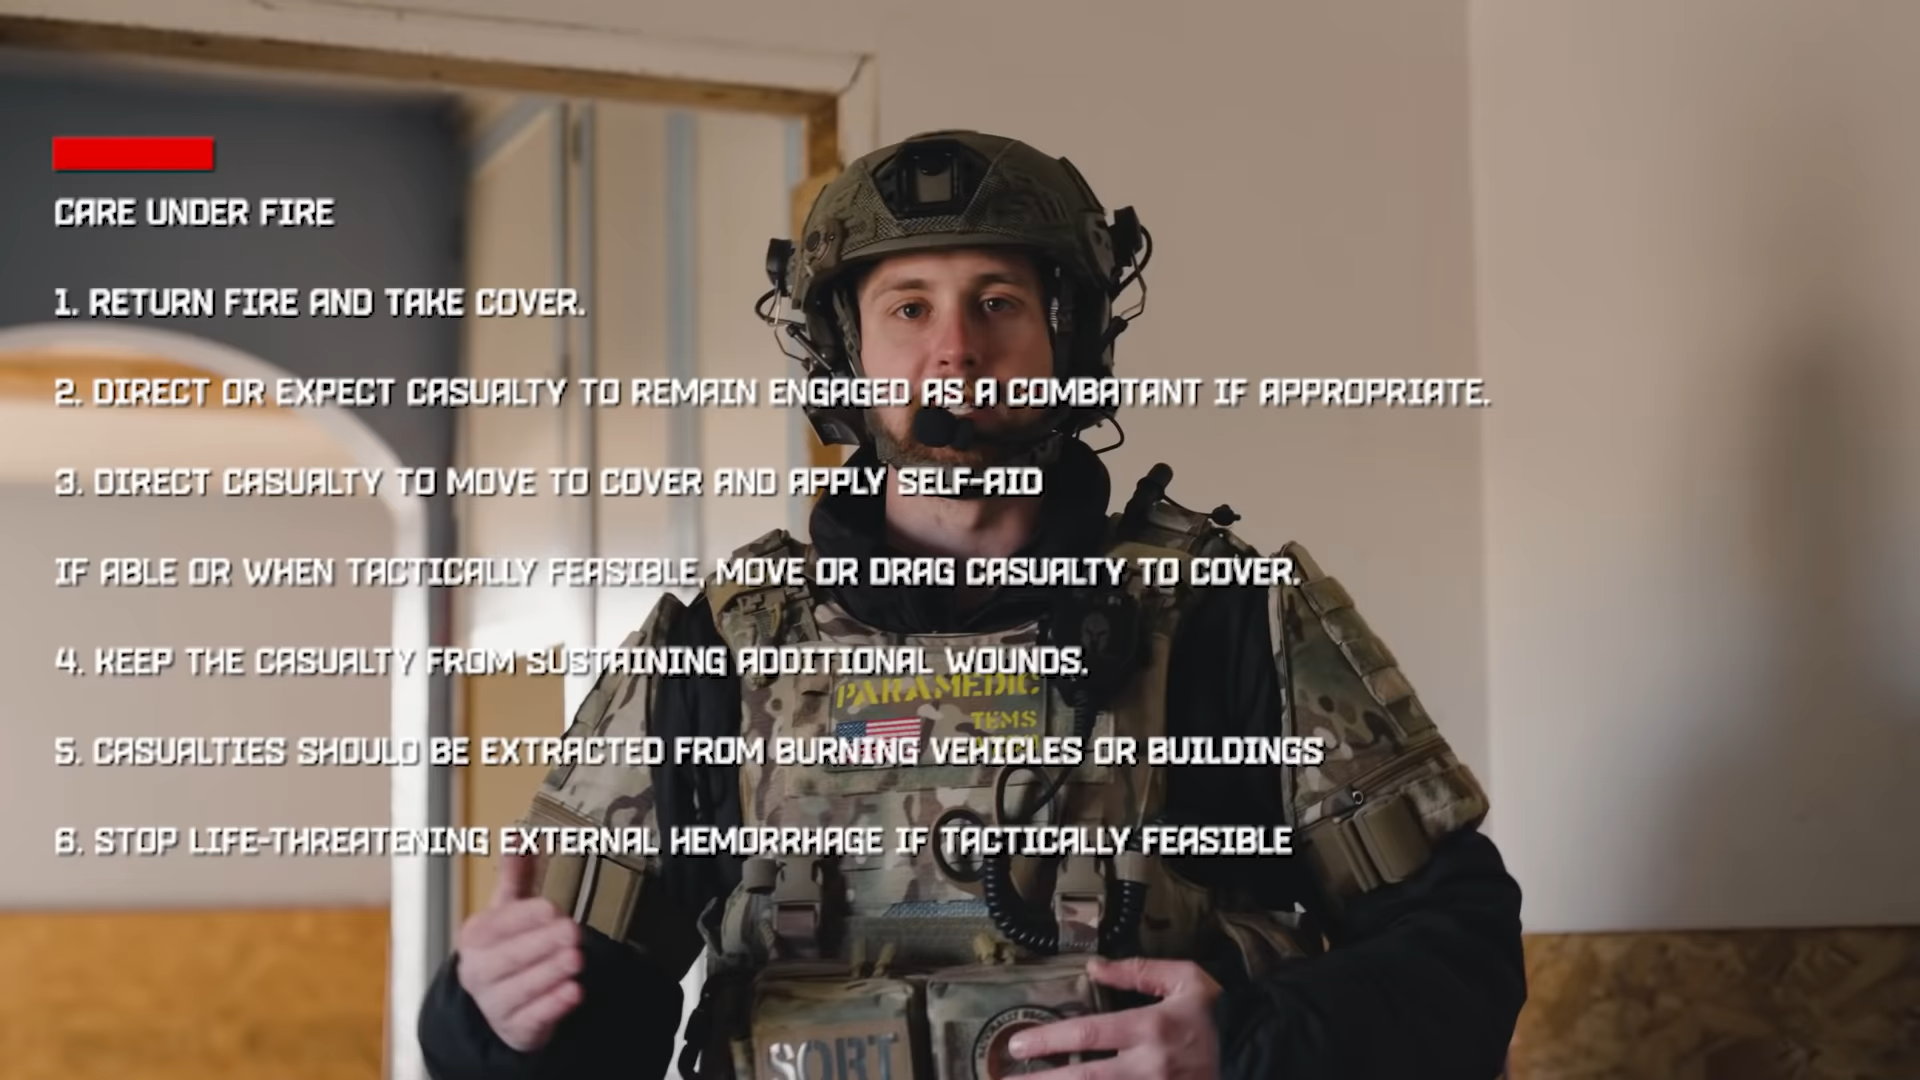 CARE UNDER FIRE
1. RETURN FIRE AND TAKE COVER.
2. DIRECT OR EXPECT CASUALTY TO REMAIN ENGAGED AS A COMBATANT IF APPROPRIATE.
3. DIRECT CASUALTY TO MOVE TO COVER AND APPLY SELF-AID
IF ABLE OR WHEN TACTICALLY FEASIBLE, MOVE OR DRAG CASUALTY TO COVER.
4. KEEP THE CASUALTY FROM SUSTAINING ADDITIONAL WOUNDS.
PARAMEDIC
TEMS
5. CASUALTIES SHOULD BE EXTRACTED FROM BURNING VEHICLES OR BUILDINGS
6. STOP LIFE-THREATENING EXTERNAL HEMORRHAGE IF TACTICALLY FEASIBLE
SORT